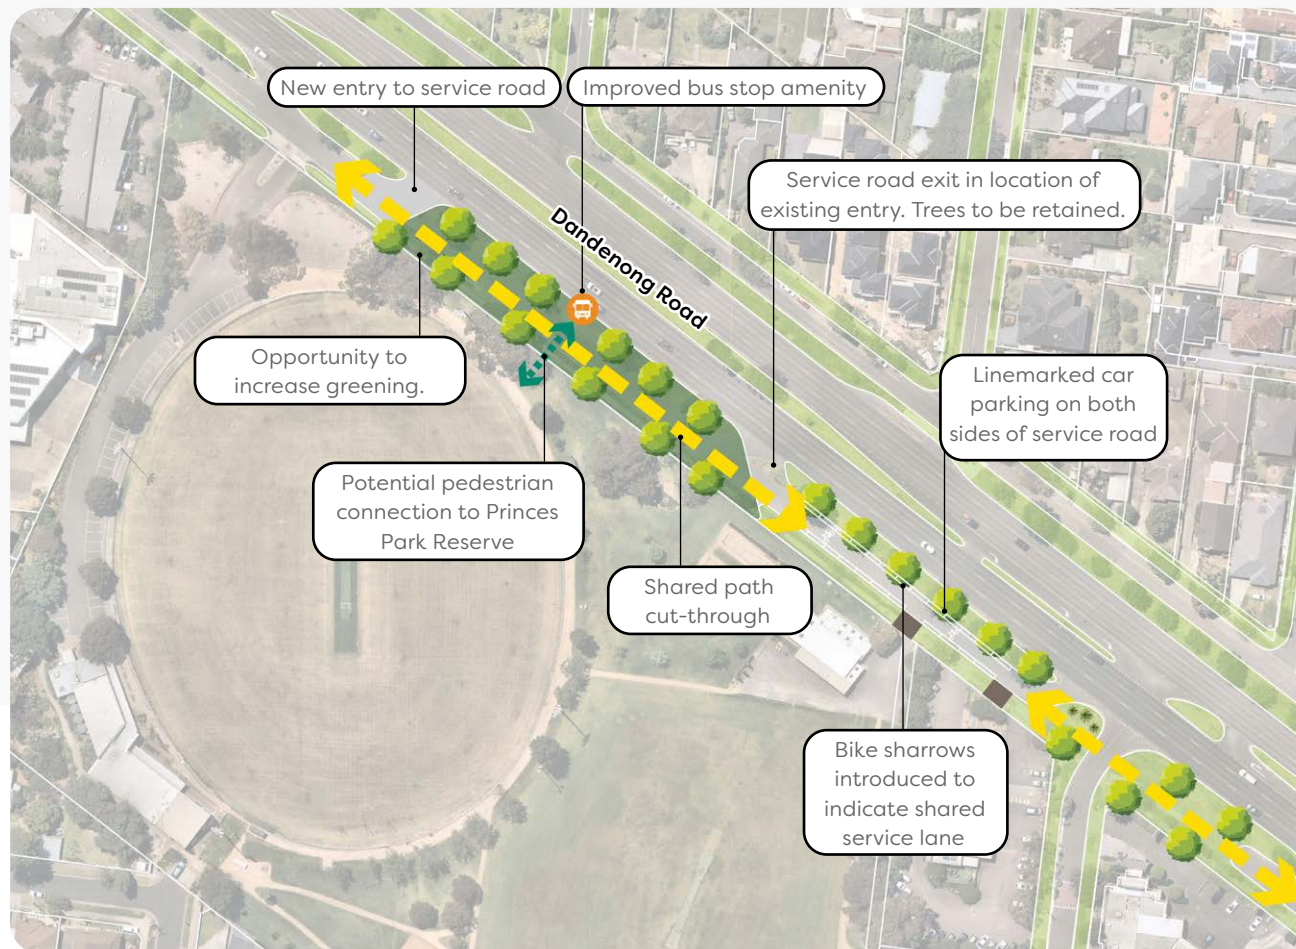 New entry to service road
Improved bus stop amenity
Service road exit in location of
existing entry. Trees to be retained.
Dandenong Road
Opportunity to
increase greening.
Linemarked car
parking on both
sides of service road
Potential pedestrian
connection to Princes
Park Reserve
Shared path
cut-through
Bike sharrows
introduced to
indicate shared
service lane